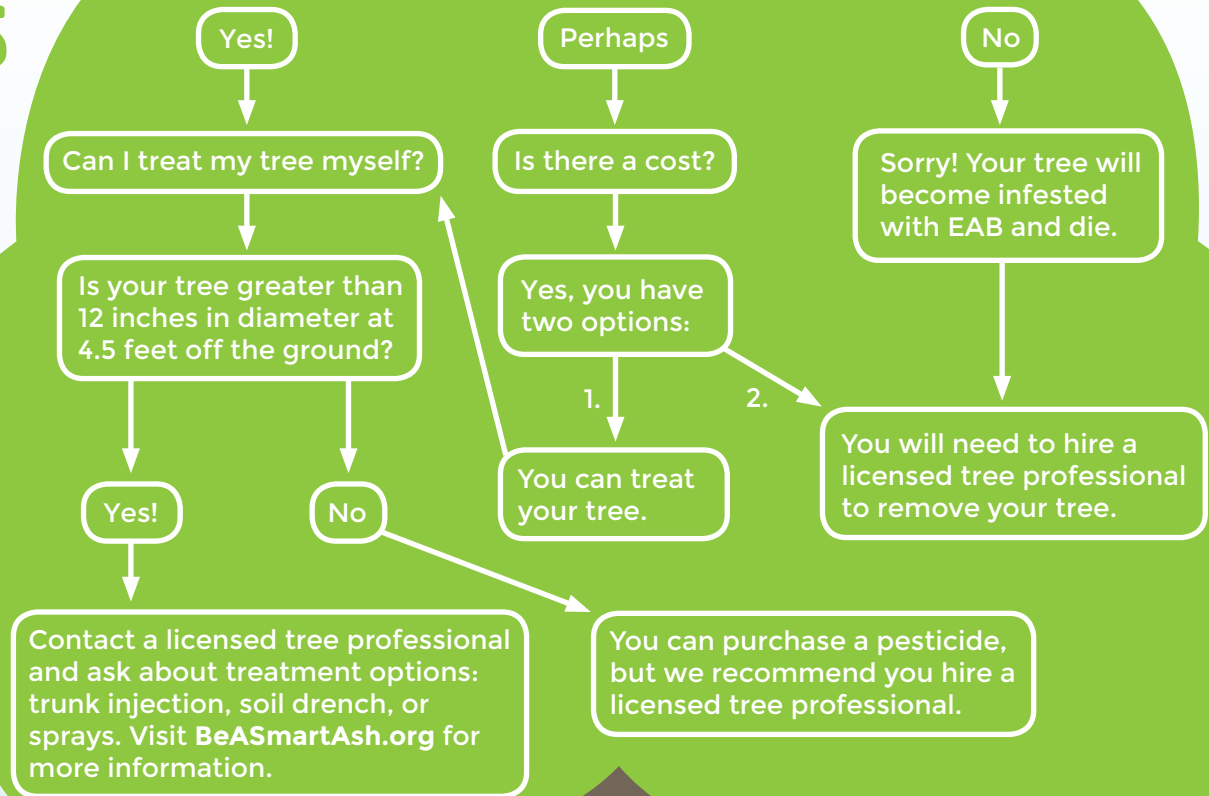 Yes!
Perhaps
No
Can I treat my tree myself?
Is there a cost?
Sorry! Your tree will
become infested
with EAB and die.
Is your tree greater than
12 inches in diameter at
4.5 feet off the ground?
Yes, you have
two options:
1.
2.
You can treat
your tree.
You will need to hire a
licensed tree professional
to remove your tree.
Yes!
No
Contact a licensed tree professional
and ask about treatment options:
trunk injection, soil drench, or
sprays. Visit BeASmartAsh.org for
more information.
You can purchase a pesticide,
but we recommend you hire a
licensed tree professional.